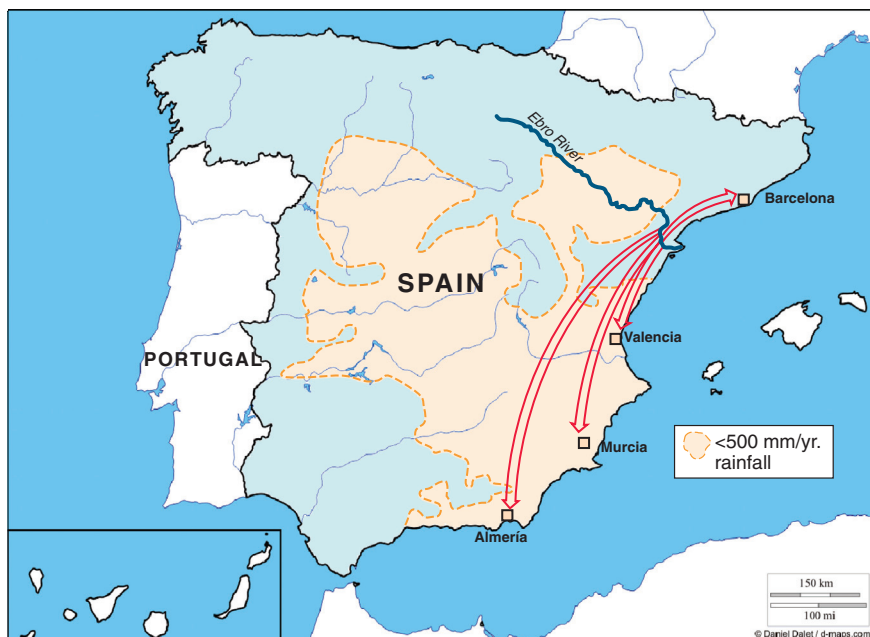 Ebro River
Barcelona
SPAIN
Valencia
PORTUGAL
<500 mm/yr.
rainfall
Murcia
Almería
150 km
100 mi
© Daniel Dalet / d-maps.com